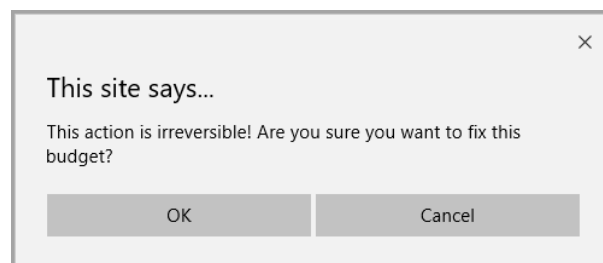 This site says...
This action is irreversible! Are you sure you want to fix this
budget?
OK
Cancel